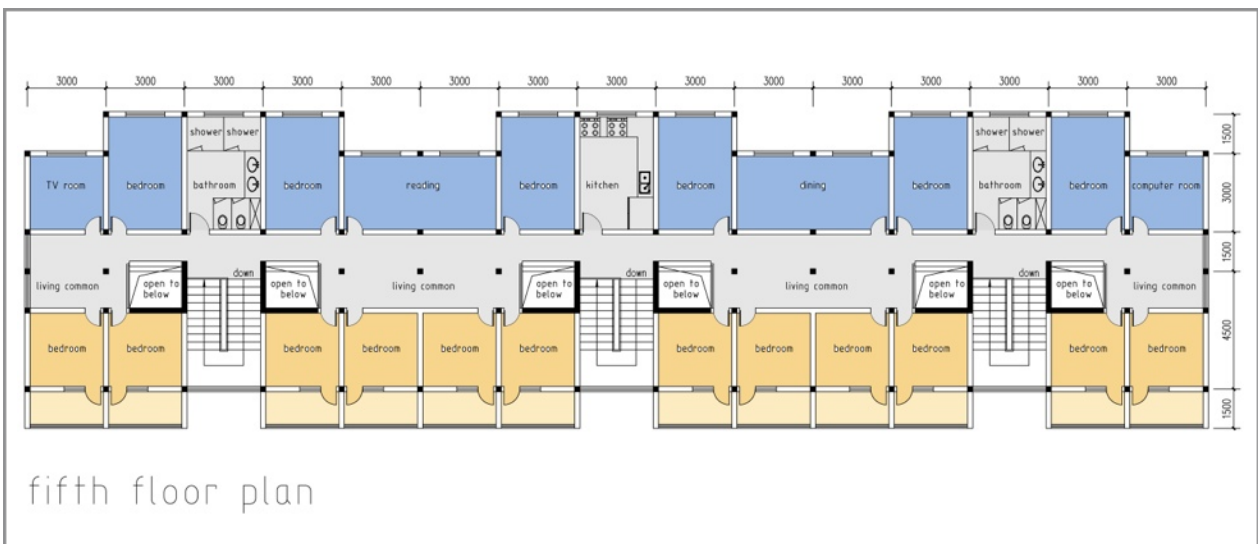 3000 3000 3000 3000 3000 3000 3000 3000 3000 3000 3000 3000 3000 3000 3000
shower shower shower shower 1500
TV room bedroom bathroom bedroom reading bedroom kitchen bedroom dining bedroom bathroom bedroom computer room 3000
1500
down down down
living common open to below open to below living common open to below open to below living common open to below open to below living common
4500
bedroom bedroom bedroom bedroom bedroom bedroom bedroom bedroom bedroom bedroom bedroom bedroom
1500
fifth floor plan